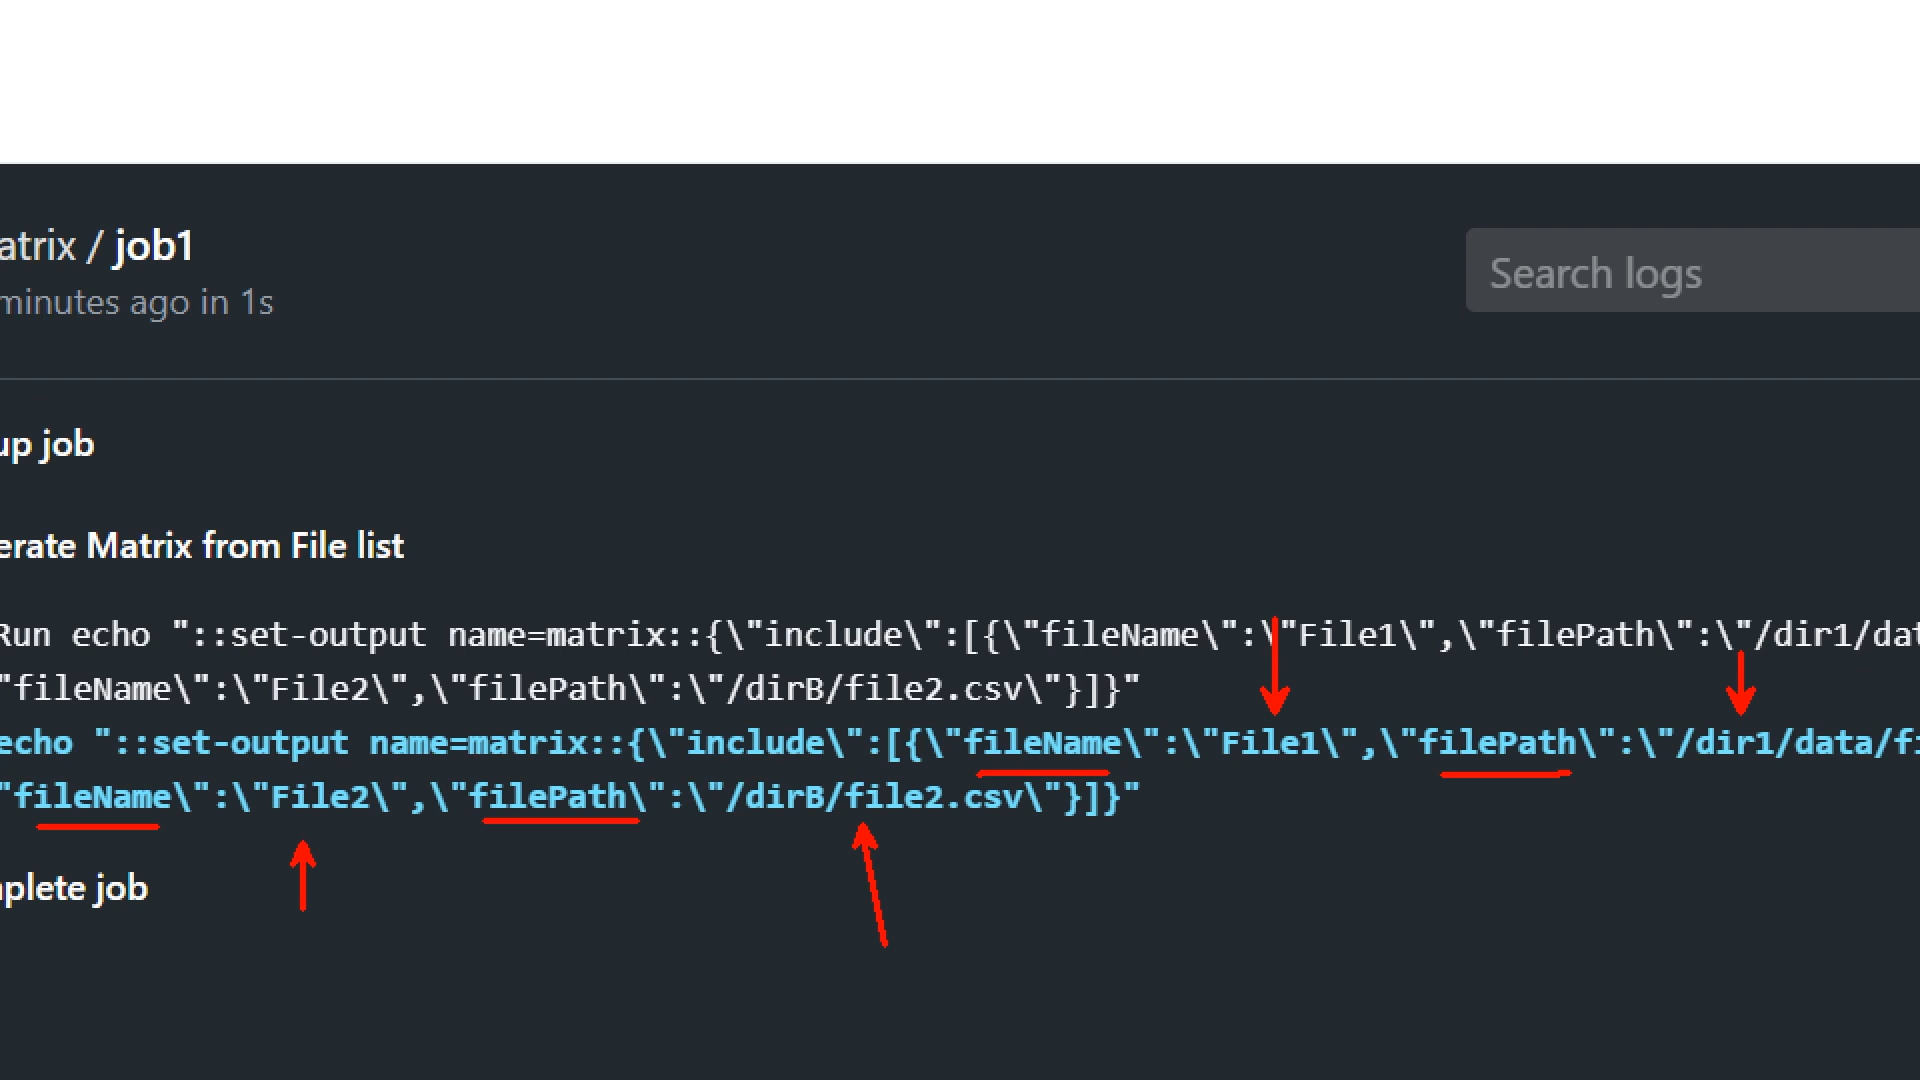 atrix / job1
minutes ago in 1s
Search logs
up job
erate Matrix from File list
Run echo "::set-output name=matrix::{\"include\":[{\"fileName\":\"File1\",\"filePath\":\"/dir1/dat
"fileName\":\"File2\",\"filePath\":\"/dirB/file2.csv\"}]}"
echo "::set-output name=matrix::{\"include\":[{\"fileName\":\"File1\",\"filePath\":\"/dir1/data/fi
"fileName\":\"File2\",\"filePath\":\"/dirB/file2.csv\"}]}"
plete job